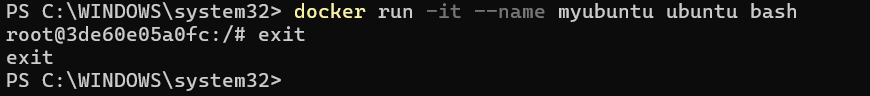 PS C:\WINDOWS\system32> docker run -it --name myubuntu ubuntu bash
root@3de60e05a0fc:/# exit
exit
PS C:\WINDOWS\system32>